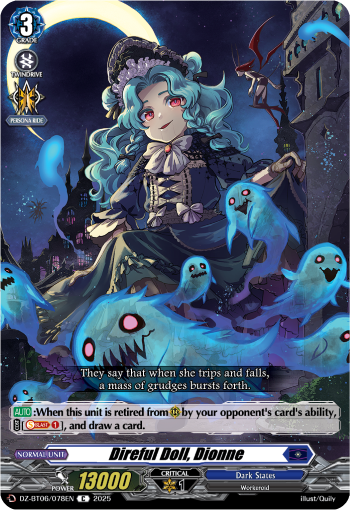 3
GRADE
TWINDRIVE
PERSONA RIDE
They say that when she trips and falls,
a mass of grudges bursts forth.
AUTO :When this unit is retired from R by your opponent's card's ability,
[BLAST 1], and draw a card.
NORMAL UNIT Direful Doll, Dionne
POWER 13000 CRITICAL 1 Dark States
Workeroid
DZ-BT06/078EN C 2025 illust/Quily